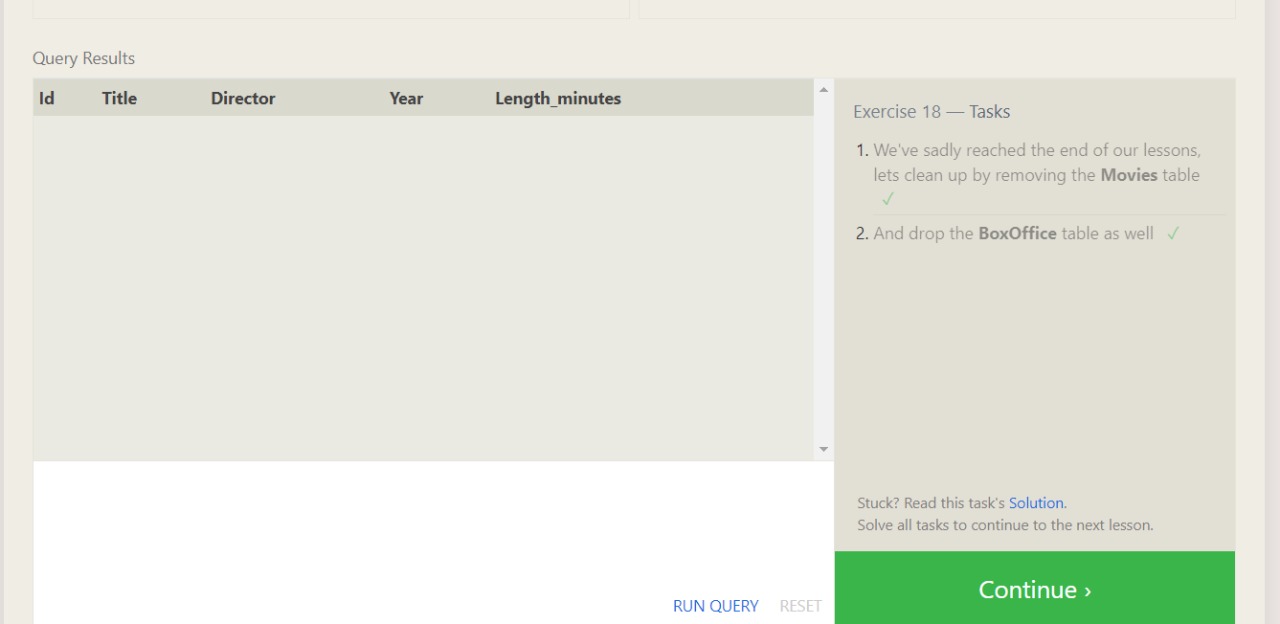 Query Results
Id Title Director Year Length_minutes
Exercise 18 — Tasks
1. We've sadly reached the end of our lessons,
lets clean up by removing the Movies table
✓
2. And drop the BoxOffice table as well ✓
Stuck? Read this task's Solution.
Solve all tasks to continue to the next lesson.
RUN QUERY RESET
Continue ›